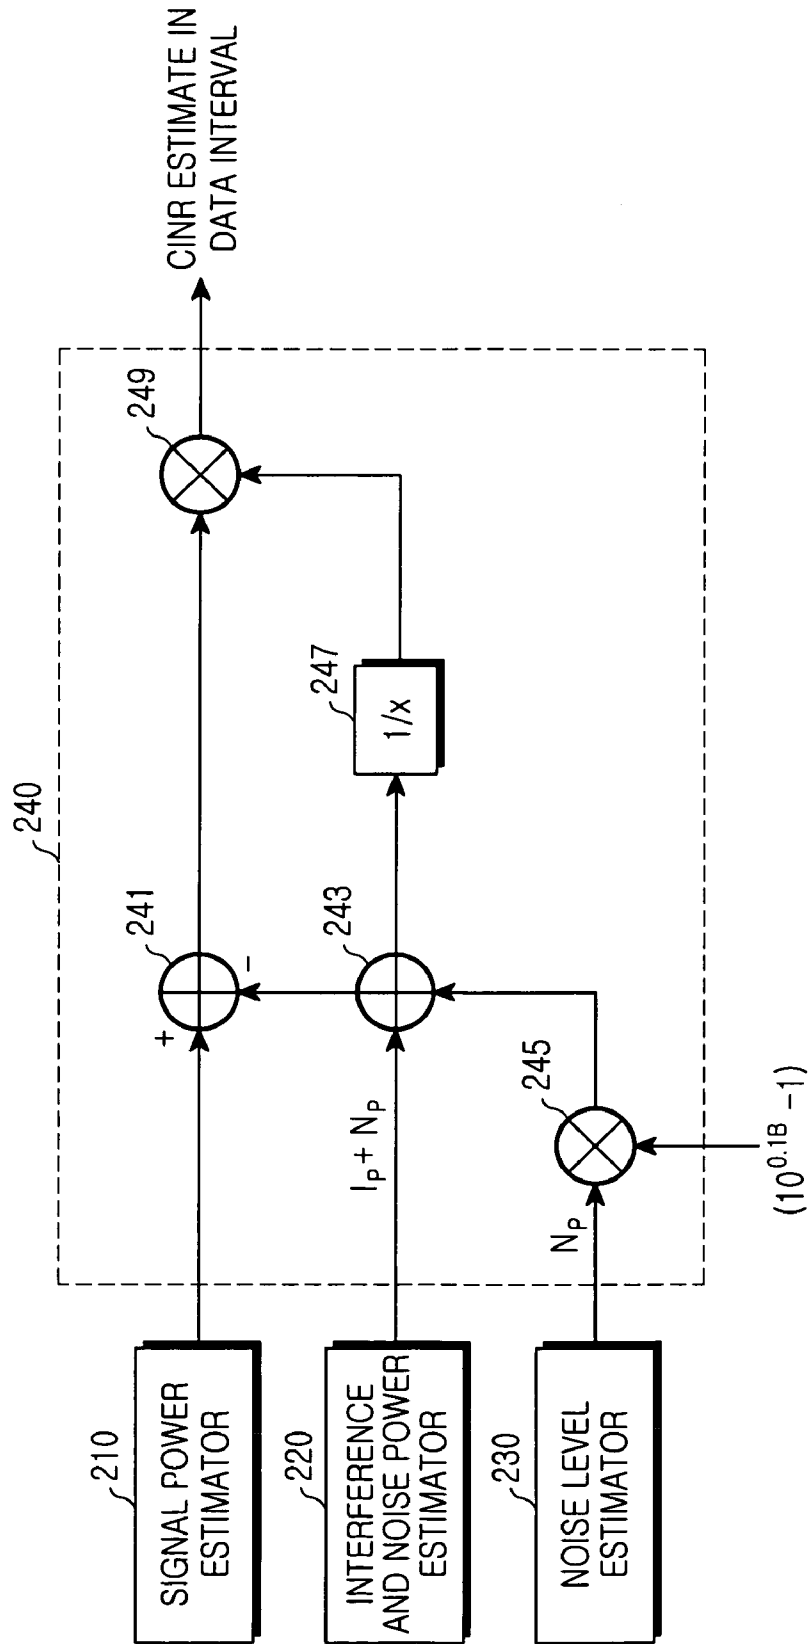 210
SIGNAL POWER
ESTIMATOR
220
INTERFERENCE
AND NOISE POWER
ESTIMATOR
230
NOISE LEVEL
ESTIMATOR
240
241
+
-
243
I_P + N_P
245
N_P
(10^{0.1B} -1)
247
1/x
249
CINR ESTIMATE IN
DATA INTERVAL